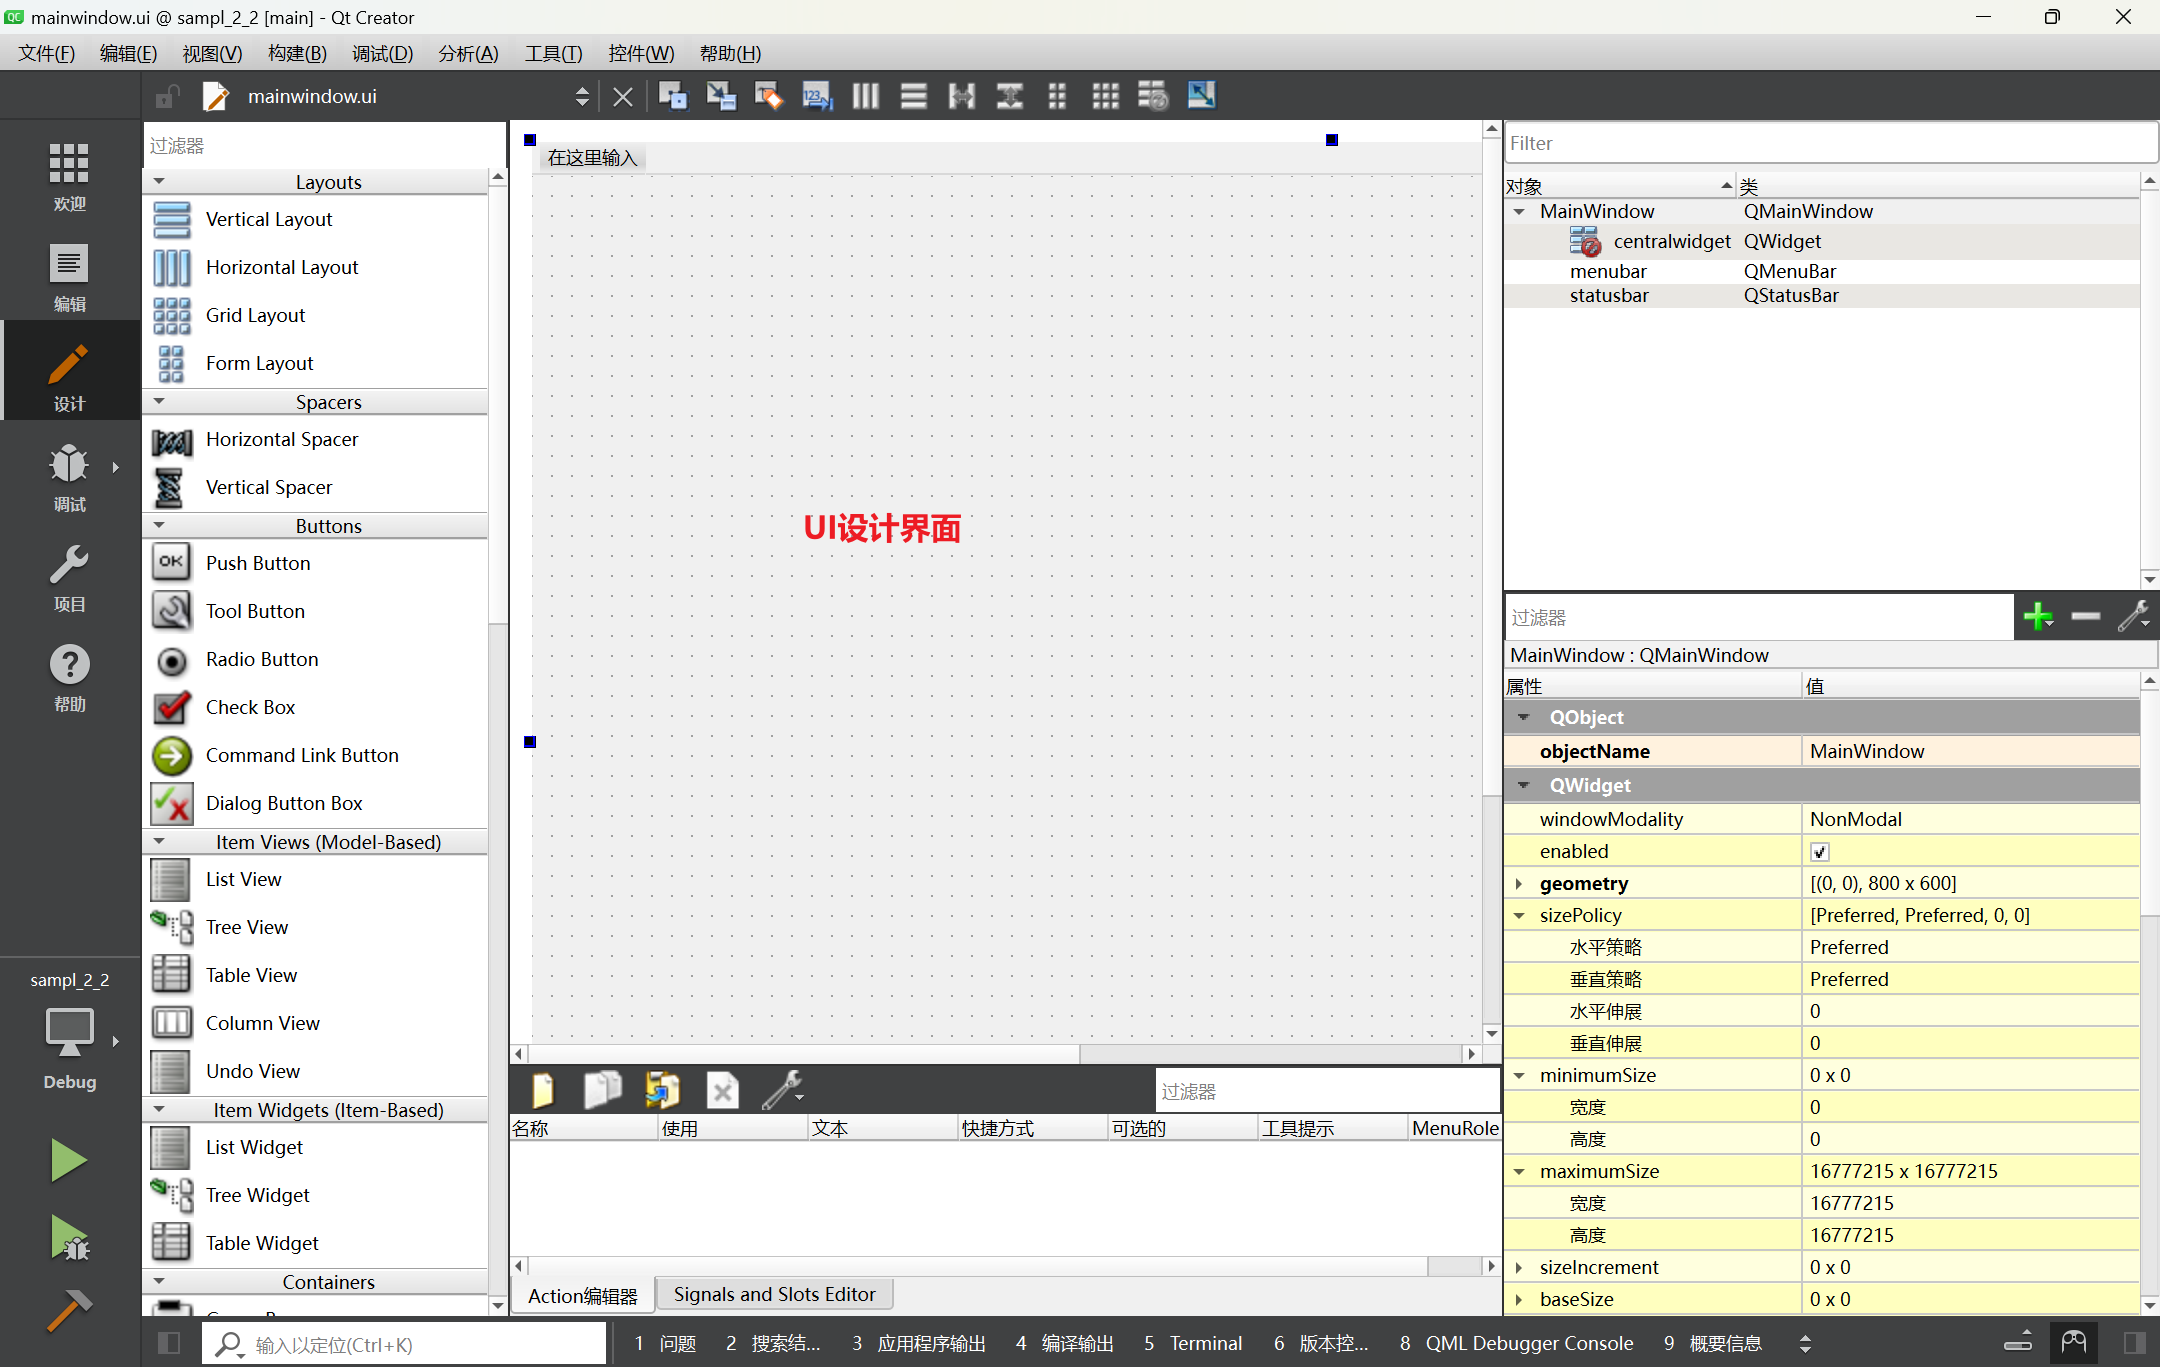 mainwindow.ui @ sampl_2_2 [main] - Qt Creator
文件(F) 编辑(E) 视图(V) 构建(B) 调试(D) 分析(A) 工具(T) 控件(W) 帮助(H)
mainwindow.ui
欢迎
编辑
设计
调试
项目
帮助
sampl_2_2
Debug
过滤器
Layouts
Vertical Layout
Horizontal Layout
Grid Layout
Form Layout
Spacers
Horizontal Spacer
Vertical Spacer
Buttons
OK Push Button
Tool Button
Radio Button
Check Box
Command Link Button
Dialog Button Box
Item Views (Model-Based)
List View
Tree View
Table View
Column View
Undo View
Item Widgets (Item-Based)
List Widget
Tree Widget
Table Widget
Containers
在这里输入
UI设计界面
过滤器
名称 使用 文本 快捷方式 可选的 工具提示 MenuRole
Action编辑器 Signals and Slots Editor
Filter
对象 类
MainWindow QMainWindow
centralwidget QWidget
menubar QMenuBar
statusbar QStatusBar
过滤器
MainWindow : QMainWindow
属性 值
QObject
objectName MainWindow
QWidget
windowModality NonModal
enabled
geometry [(0, 0), 800 x 600]
sizePolicy [Preferred, Preferred, 0, 0]
水平策略 Preferred
垂直策略 Preferred
水平伸展 0
垂直伸展 0
minimumSize 0 x 0
宽度 0
高度 0
maximumSize 16777215 x 16777215
宽度 16777215
高度 16777215
sizeIncrement 0 x 0
baseSize 0 x 0
输入以定位(Ctrl+K)
1 问题 2 搜索结... 3 应用程序输出 4 编译输出 5 Terminal 6 版本控... 8 QML Debugger Console 9 概要信息